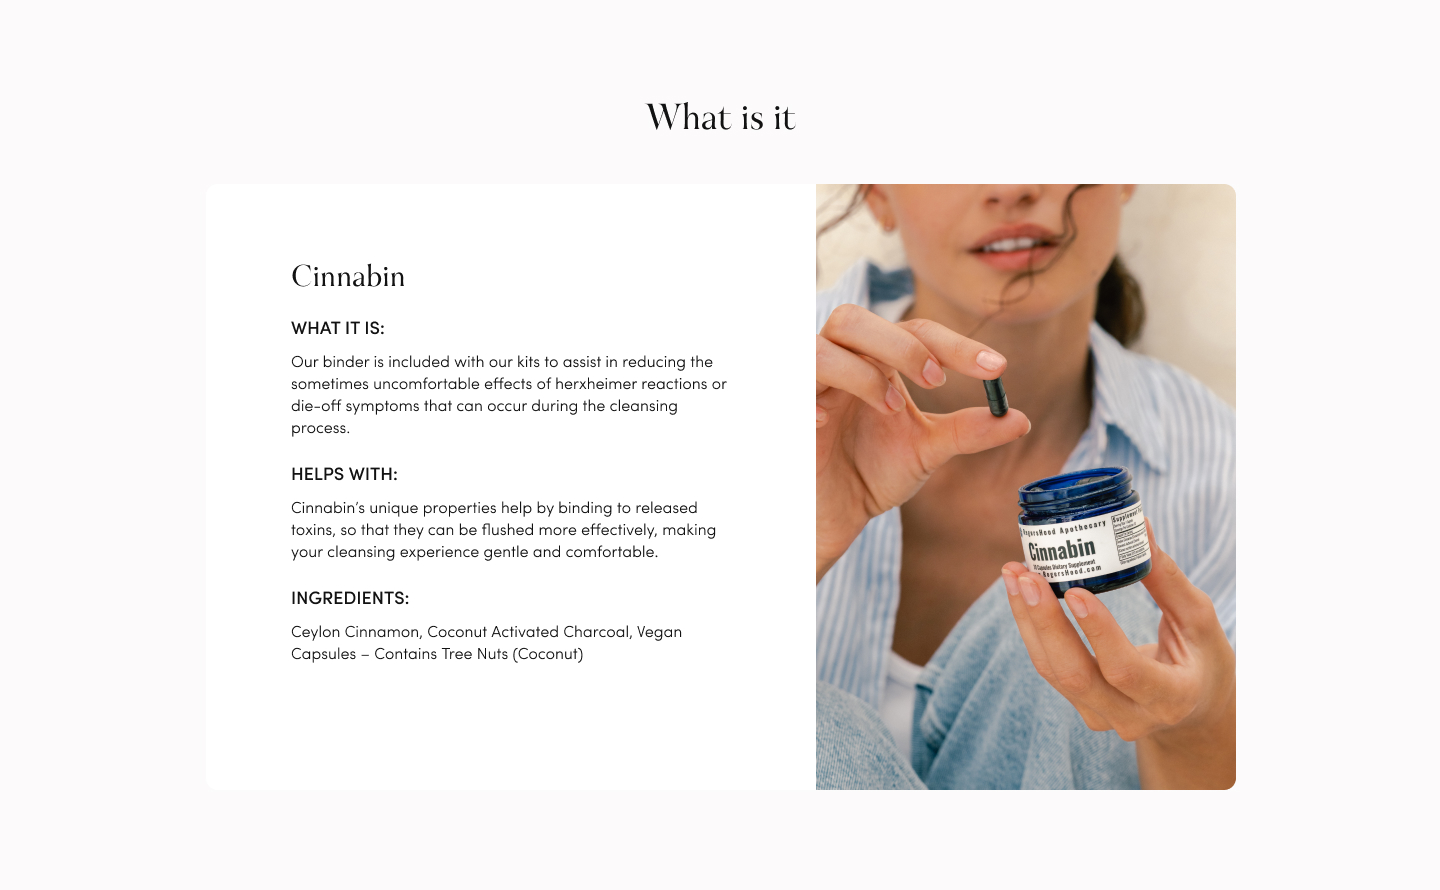 What is it
Cinnabin
WHAT IT IS:
Our binder is included with our kits to assist in reducing the
sometimes uncomfortable effects of herxheimer reactions or
die-off symptoms that can occur during the cleansing
process.
HELPS WITH:
Cinnabin’s unique properties help by binding to released
toxins, so that they can be flushed more effectively, making
your cleansing experience gentle and comfortable.
INGREDIENTS:
Ceylon Cinnamon, Coconut Activated Charcoal, Vegan
Capsules – Contains Tree Nuts (Coconut)
RogersHood Apothecary
Cinnabin
Capsules Dietary Supplement
RogersHood.com
Supplement